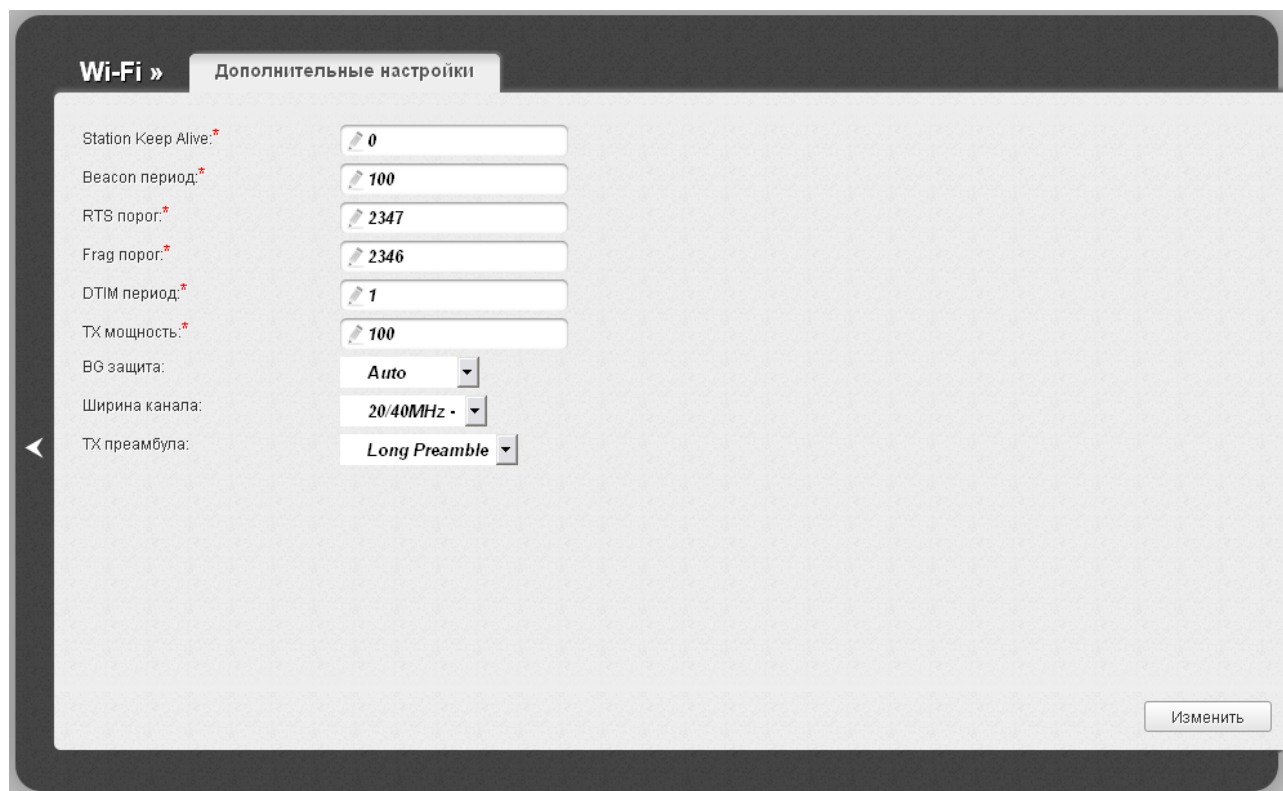 Wi-Fi » Дополнительные настройки
Station Keep Alive:* 0
Beacon период:* 100
RTS порог:* 2347
Frag порог:* 2346
DTIM период:* 1
TX мощность:* 100
BG защита: Auto
Ширина канала: 20/40MHz -
TX преамбула: Long Preamble
Изменить